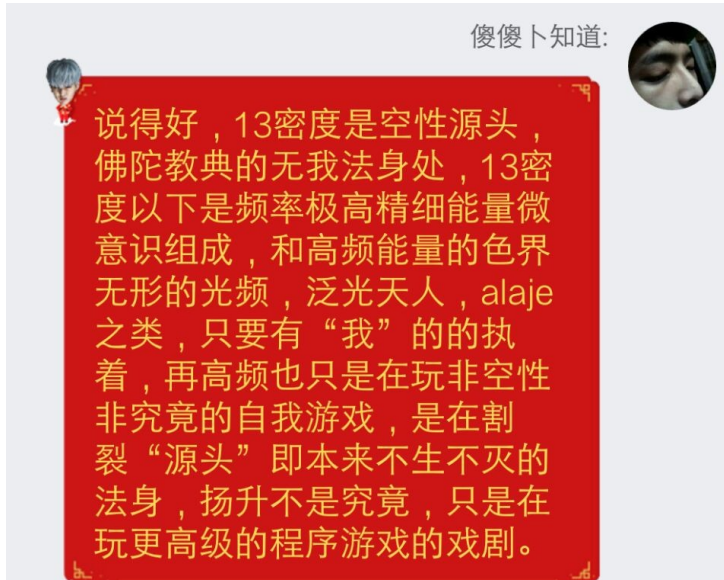 傻傻卜知道:
说得好，13密度是空性源头，
佛陀教典的无我法身处，13密
度以下是频率极高精细能量微
意识组成，和高频能量的色界
无形的光频，泛光天人，alaje
之类，只要有“我”的的执
着，再高频也只是在玩非空性
非究竟的自我游戏，是在割
裂“源头”即本来不生不灭的
法身，扬升不是究竟，只是在
玩更高级的程序游戏的戏剧。